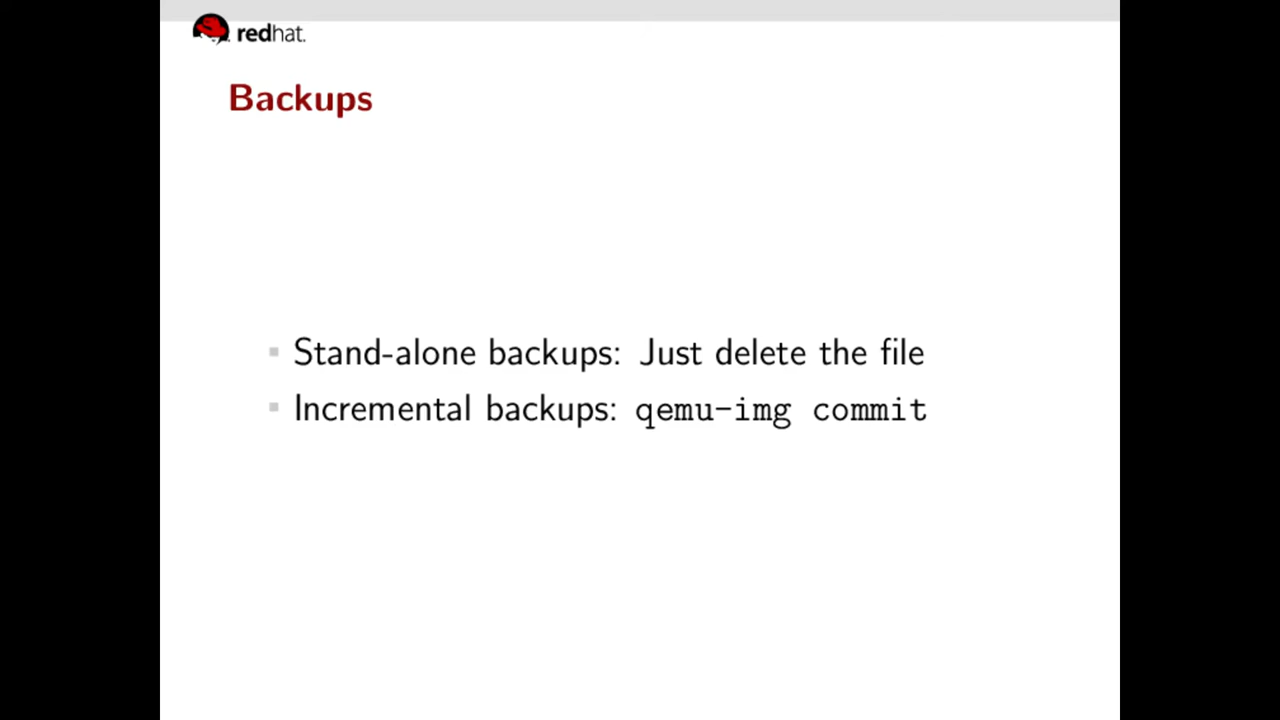 redhat.
Backups
Stand-alone backups: Just delete the file
Incremental backups: qemu-img commit